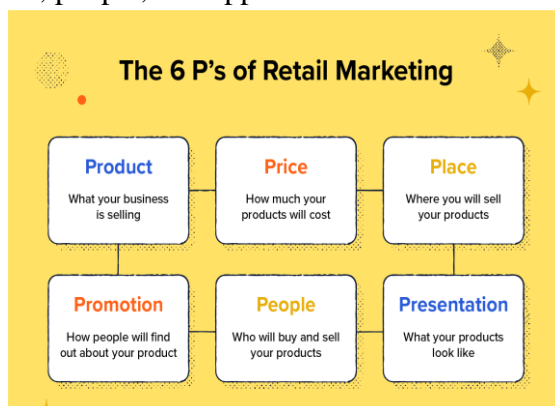 The 6 P's of Retail Marketing
Product
What your business
is selling
Price
How much your
products will cost
Place
Where you will sell
your products
Promotion
How people will find
out about your product
People
Who will buy and sell
your products
Presentation
What your products
look like